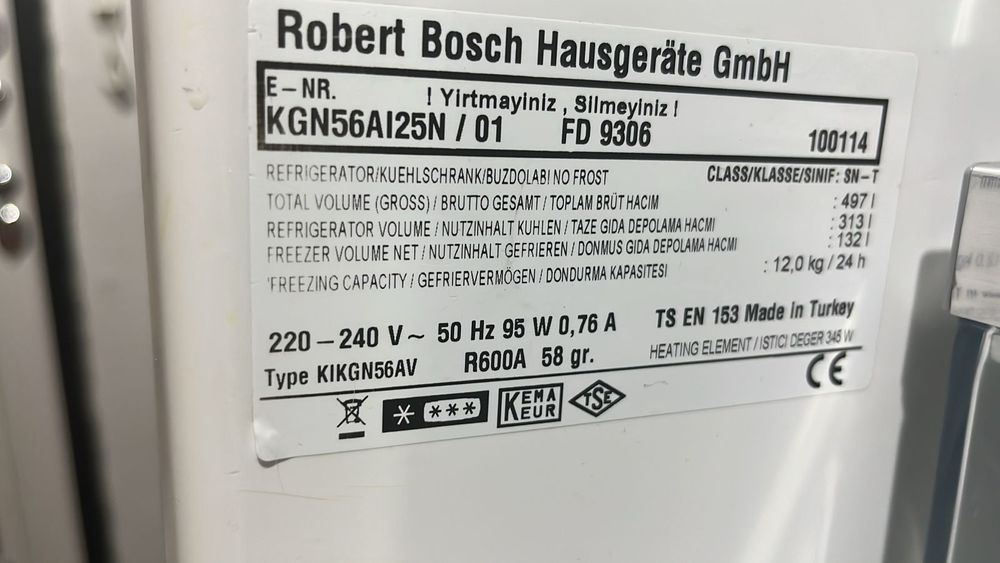 Robert Bosch Hausgeräte GmbH
E-NR. ! Yirtmayiniz , Silmeyiniz !
KGN56AI25N / 01 FD 9306 100114
REFRIGERATOR/KUEHLSCHRANK/BUZDOLABI NO FROST CLASS/KLASSE/SINIF: SN-T
TOTAL VOLUME (GROSS) / BRUTTO GESAMT / TOPLAM BRÜT HACIM : 497 l
REFRIGERATOR VOLUME / NUTZINHALT KUHLEN / TAZE GIDA DEPOLAMA HACMI : 313 l
FREEZER VOLUME NET / NUTZINHALT GEFRIEREN / DONMUS GIDA DEPOLAMA HACMI : 132 l
FREEZING CAPACITY / GEFRIERVERMÖGEN / DONDURMA KAPASITESI : 12,0 kg / 24 h
220 – 240 V ~ 50 Hz 95 W 0,76 A TS EN 153 Made in Turkey
Type KIKGN56AV R600A 58 gr. HEATING ELEMENT / ISTICI DEGER 345 W
CE
KEMA
EUR
TSE